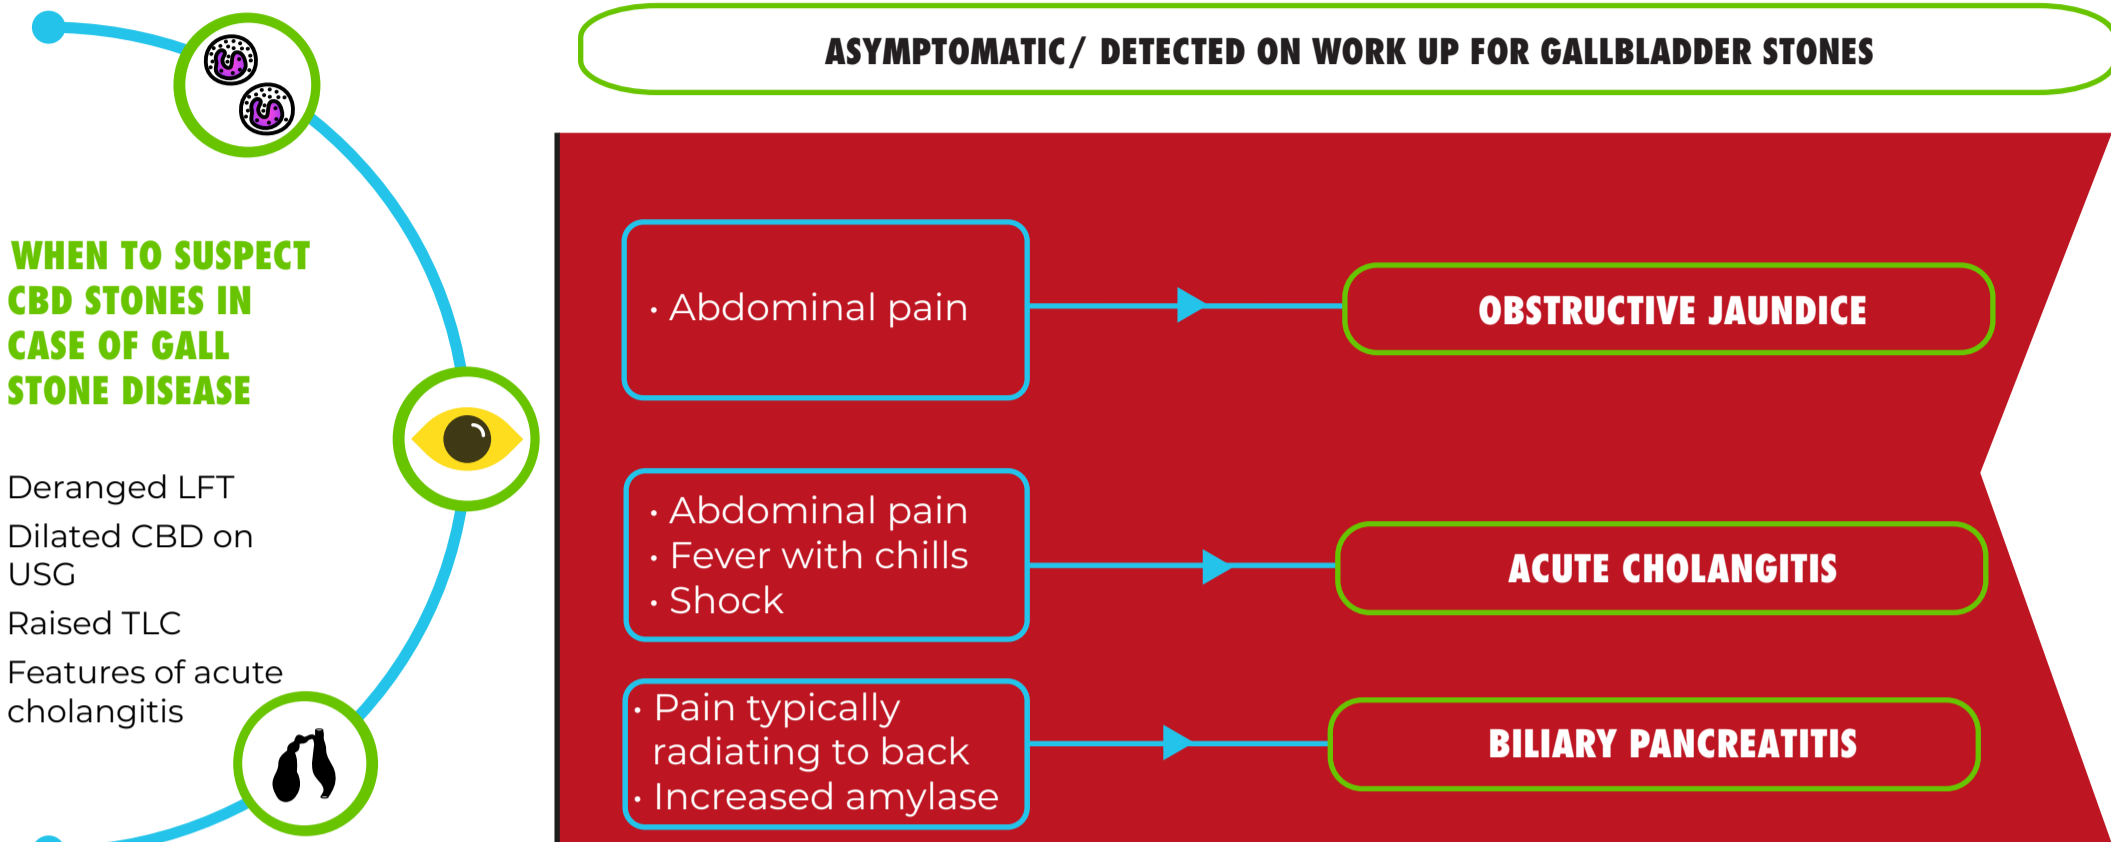 WHEN TO SUSPECT
CBD STONES IN
CASE OF GALL
STONE DISEASE
Deranged LFT
Dilated CBD on
USG
Raised TLC
Features of acute
cholangitis
ASYMPTOMATIC/ DETECTED ON WORK UP FOR GALLBLADDER STONES
• Abdominal pain
OBSTRUCTIVE JAUNDICE
• Abdominal pain
• Fever with chills
• Shock
ACUTE CHOLANGITIS
• Pain typically
radiating to back
• Increased amylase
BILIARY PANCREATITIS